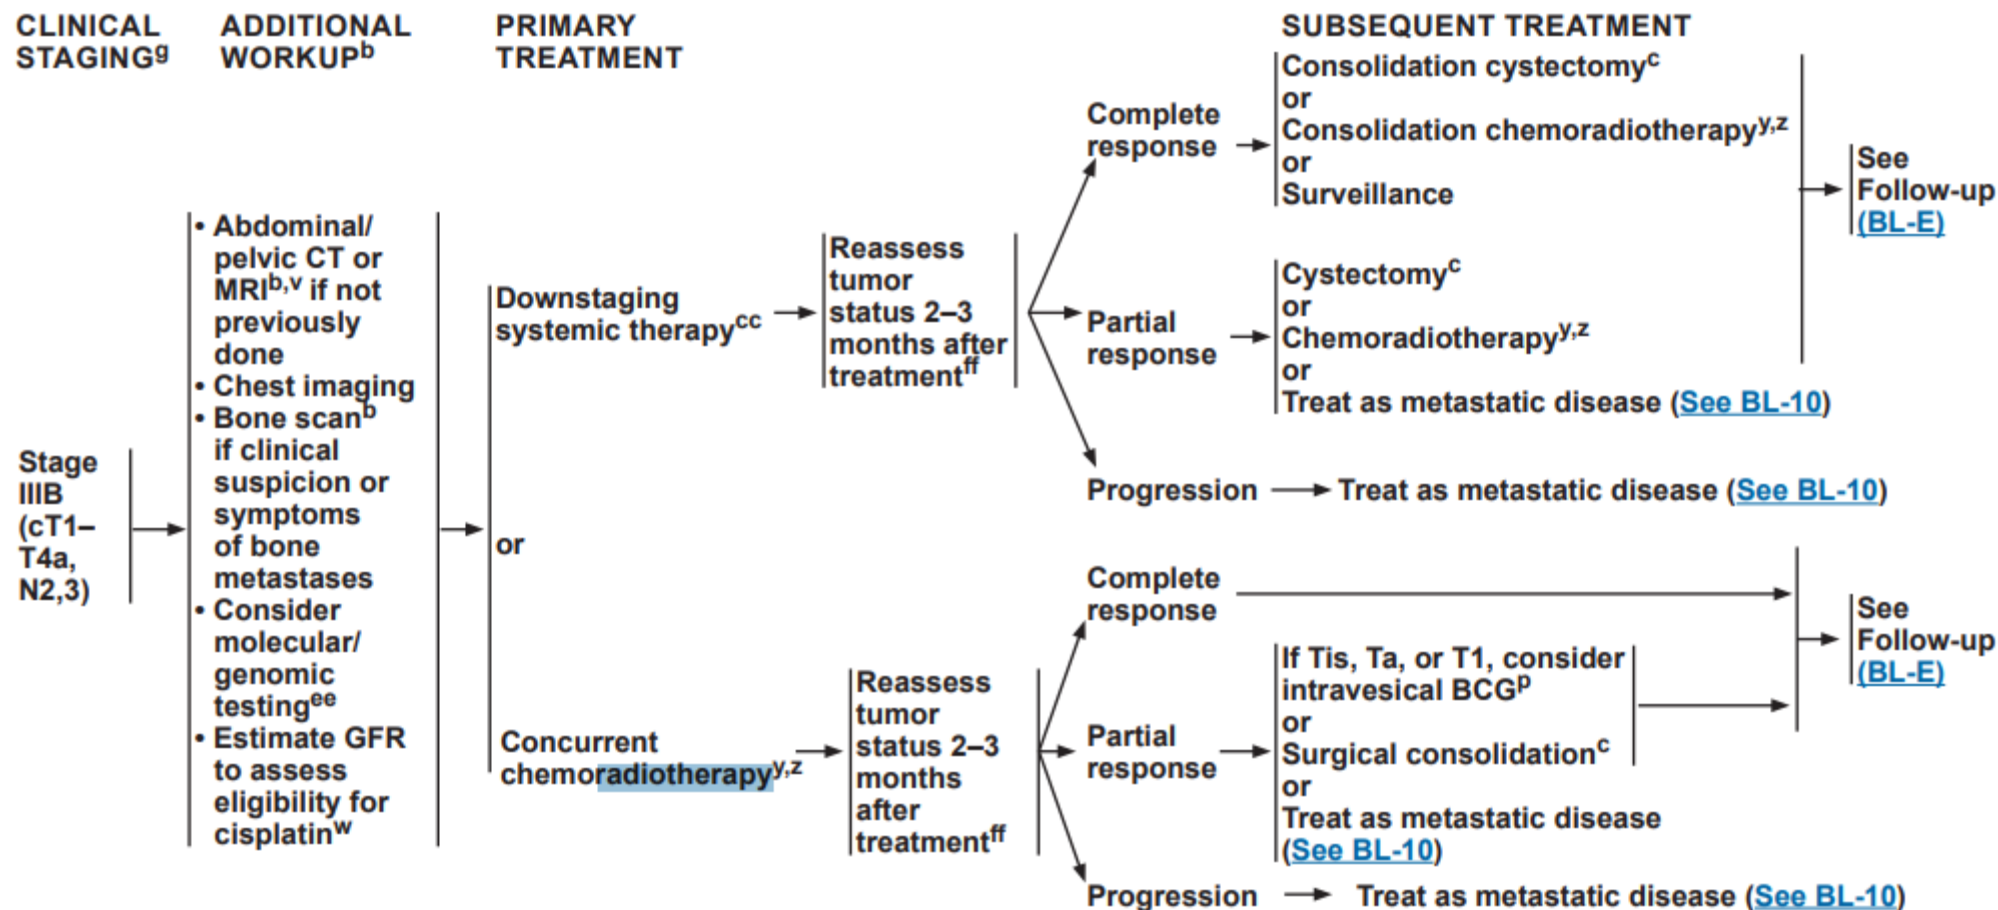 CLINICAL
STAGINGg
ADDITIONAL
WORKUPb
PRIMARY
TREATMENT
SUBSEQUENT TREATMENT
Stage
IIIB
(cT1–
T4a,
N2,3)
• Abdominal/
pelvic CT or
MRIb,v if not
previously
done
• Chest imaging
• Bone scanb
if clinical
suspicion or
symptoms
of bone
metastases
• Consider
molecular/
genomic
testingee
• Estimate GFR
to assess
eligibility for
cisplatinw
Downstaging
systemic therapycc
or
Concurrent
chemoradiotherapyy,z
Reassess
tumor
status 2–3
months after
treatmentff
Complete
response
Consolidation cystectomyc
or
Consolidation chemoradiotherapyy,z
or
Surveillance
Partial
response
Cystectomyc
or
Chemoradiotherapyy,z
or
Treat as metastatic disease (See BL-10)
See
Follow-up
(BL-E)
Progression
Treat as metastatic disease (See BL-10)
Reassess
tumor
status 2–3
months
after
treatmentff
Complete
response
Partial
response
If Tis, Ta, or T1, consider
intravesical BCGp
or
Surgical consolidationc
or
Treat as metastatic disease
(See BL-10)
See
Follow-up
(BL-E)
Progression
Treat as metastatic disease (See BL-10)